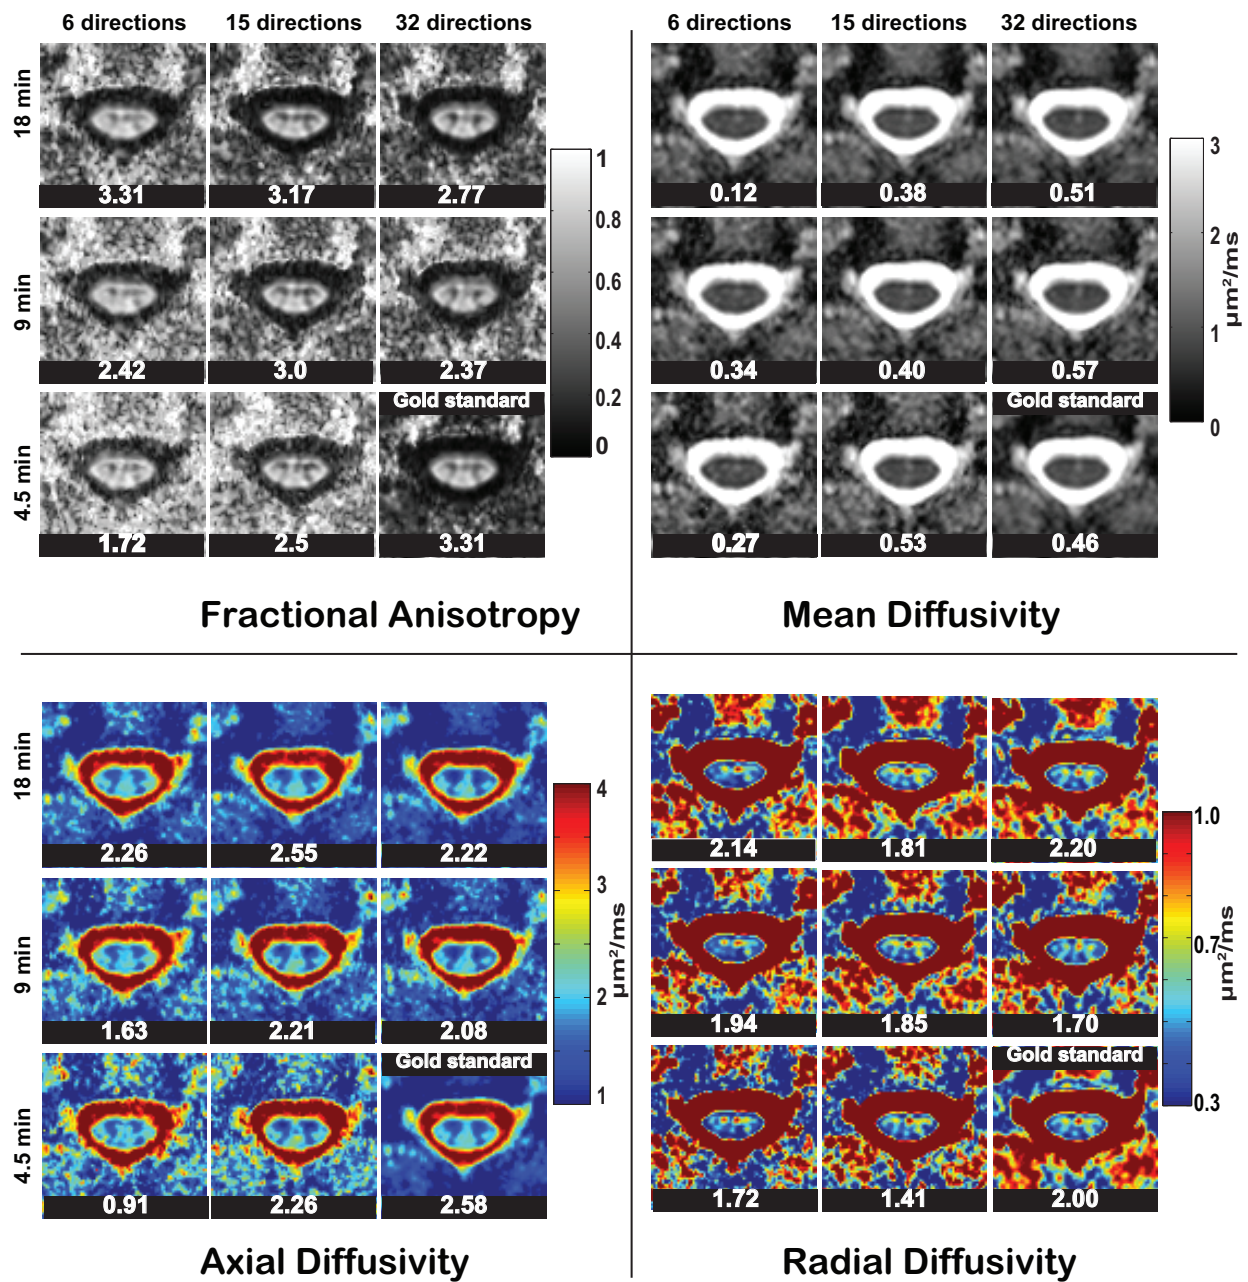 6 directions 15 directions 32 directions
18 min
3.31 3.17 2.77
9 min
2.42 3.0 2.37
4.5 min
Gold standard
1.72 2.5 3.31
1
0.8
0.6
0.4
0.2
0
Fractional Anisotropy
6 directions 15 directions 32 directions
0.12 0.38 0.51
0.34 0.40 0.57
Gold standard
0.27 0.53 0.46
3
2
1
0
µm²/ms
Mean Diffusivity
18 min
2.26 2.55 2.22
9 min
1.63 2.21 2.08
4.5 min
Gold standard
0.91 2.26 2.58
4
3
2
1
µm²/ms
Axial Diffusivity
2.14 1.81 2.20
1.94 1.85 1.70
Gold standard
1.72 1.41 2.00
1.0
0.7
0.3
µm²/ms
Radial Diffusivity